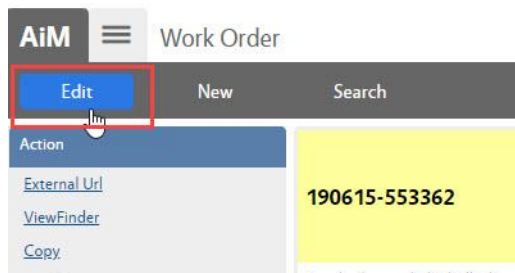 AiM Work Order
Edit New Search
Action
External Url
190615-553362
ViewFinder
Copy